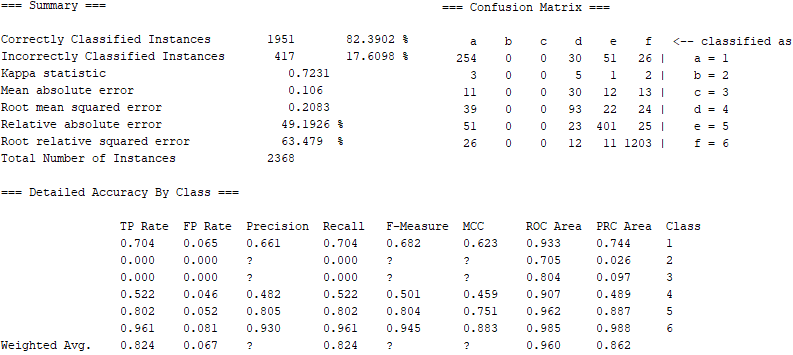 === Summary ===
Correctly Classified Instances 1951 82.3902 %
Incorrectly Classified Instances 417 17.6098 %
Kappa statistic 0.7231
Mean absolute error 0.106
Root mean squared error 0.2083
Relative absolute error 49.1926 %
Root relative squared error 63.479 %
Total Number of Instances 2368
=== Confusion Matrix ===
a b c d e f <-- classified as
254 0 0 30 51 26 | a = 1
3 0 0 5 1 2 | b = 2
11 0 0 30 12 13 | c = 3
39 0 0 93 22 24 | d = 4
51 0 0 23 401 25 | e = 5
26 0 0 12 11 1203 | f = 6
=== Detailed Accuracy By Class ===
TP Rate FP Rate Precision Recall F-Measure MCC ROC Area PRC Area Class
0.704 0.065 0.661 0.704 0.682 0.623 0.933 0.744 1
0.000 0.000 ? 0.000 ? ? 0.705 0.026 2
0.000 0.000 ? 0.000 ? ? 0.804 0.097 3
0.522 0.046 0.482 0.522 0.501 0.459 0.907 0.489 4
0.802 0.052 0.805 0.802 0.804 0.751 0.962 0.887 5
0.961 0.081 0.930 0.961 0.945 0.883 0.985 0.988 6
Weighted Avg. 0.824 0.067 ? 0.824 ? ? 0.960 0.862